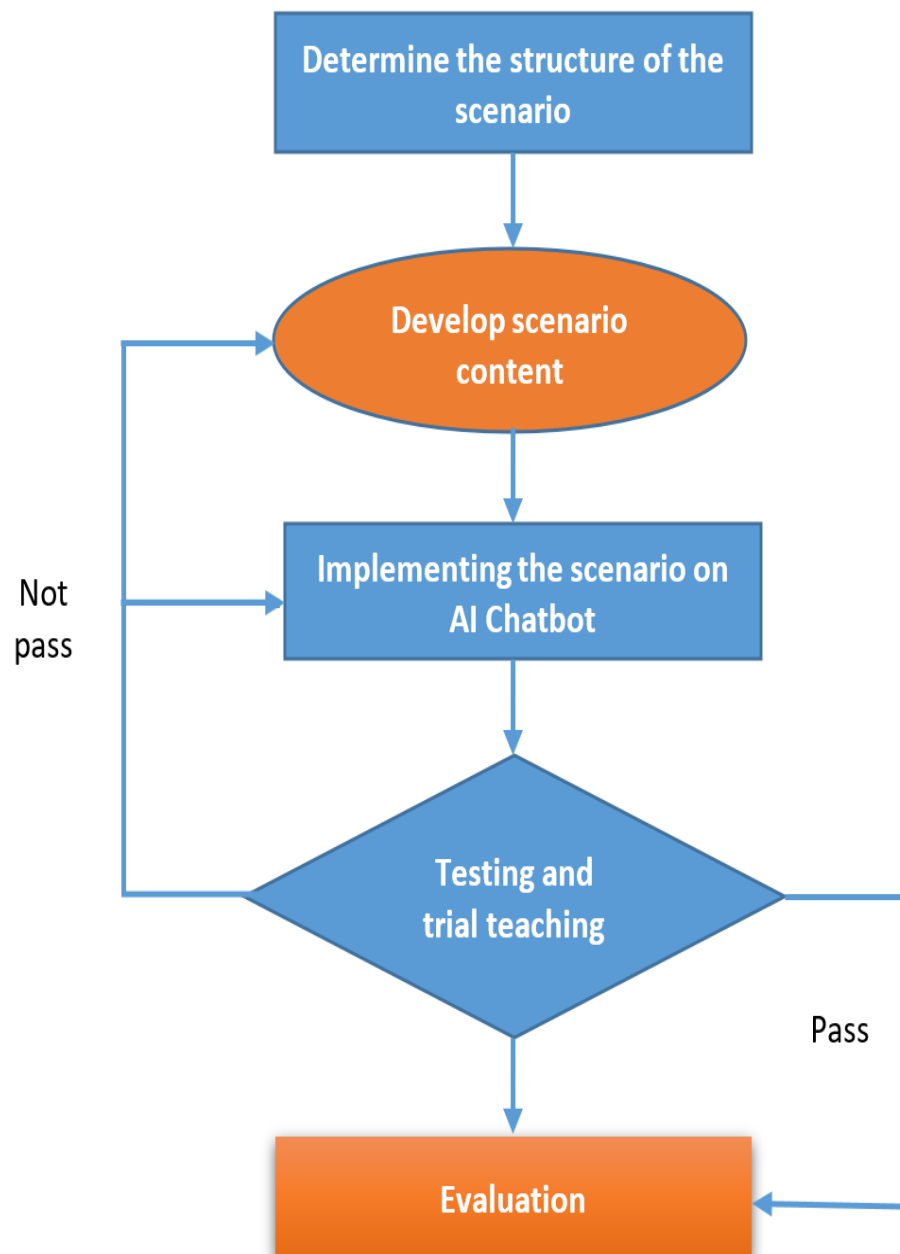 Determine the structure of the
scenario
Develop scenario
content
Implementing the scenario on
AI Chatbot
Not
pass
Testing and
trial teaching
Pass
Evaluation